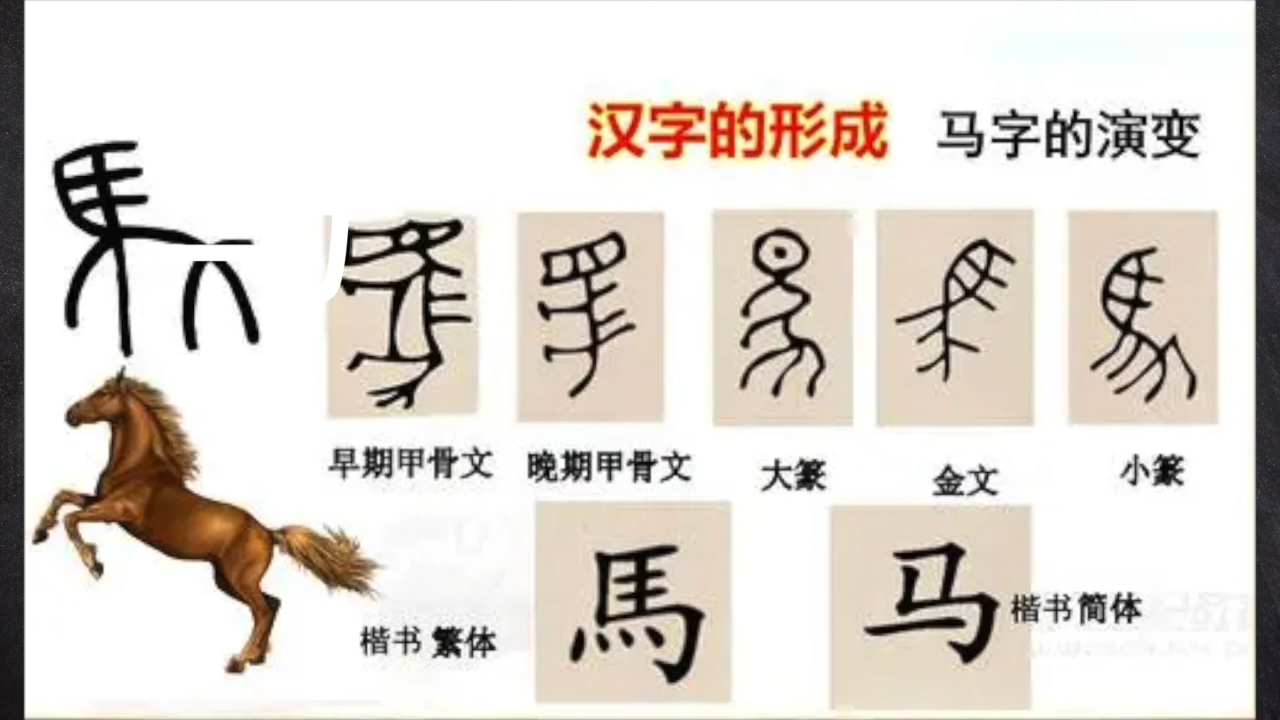 汉字的形成 马字的演变
早期甲骨文 晚期甲骨文 大篆 金文 小篆
馬 马
楷书 繁体 楷书简体